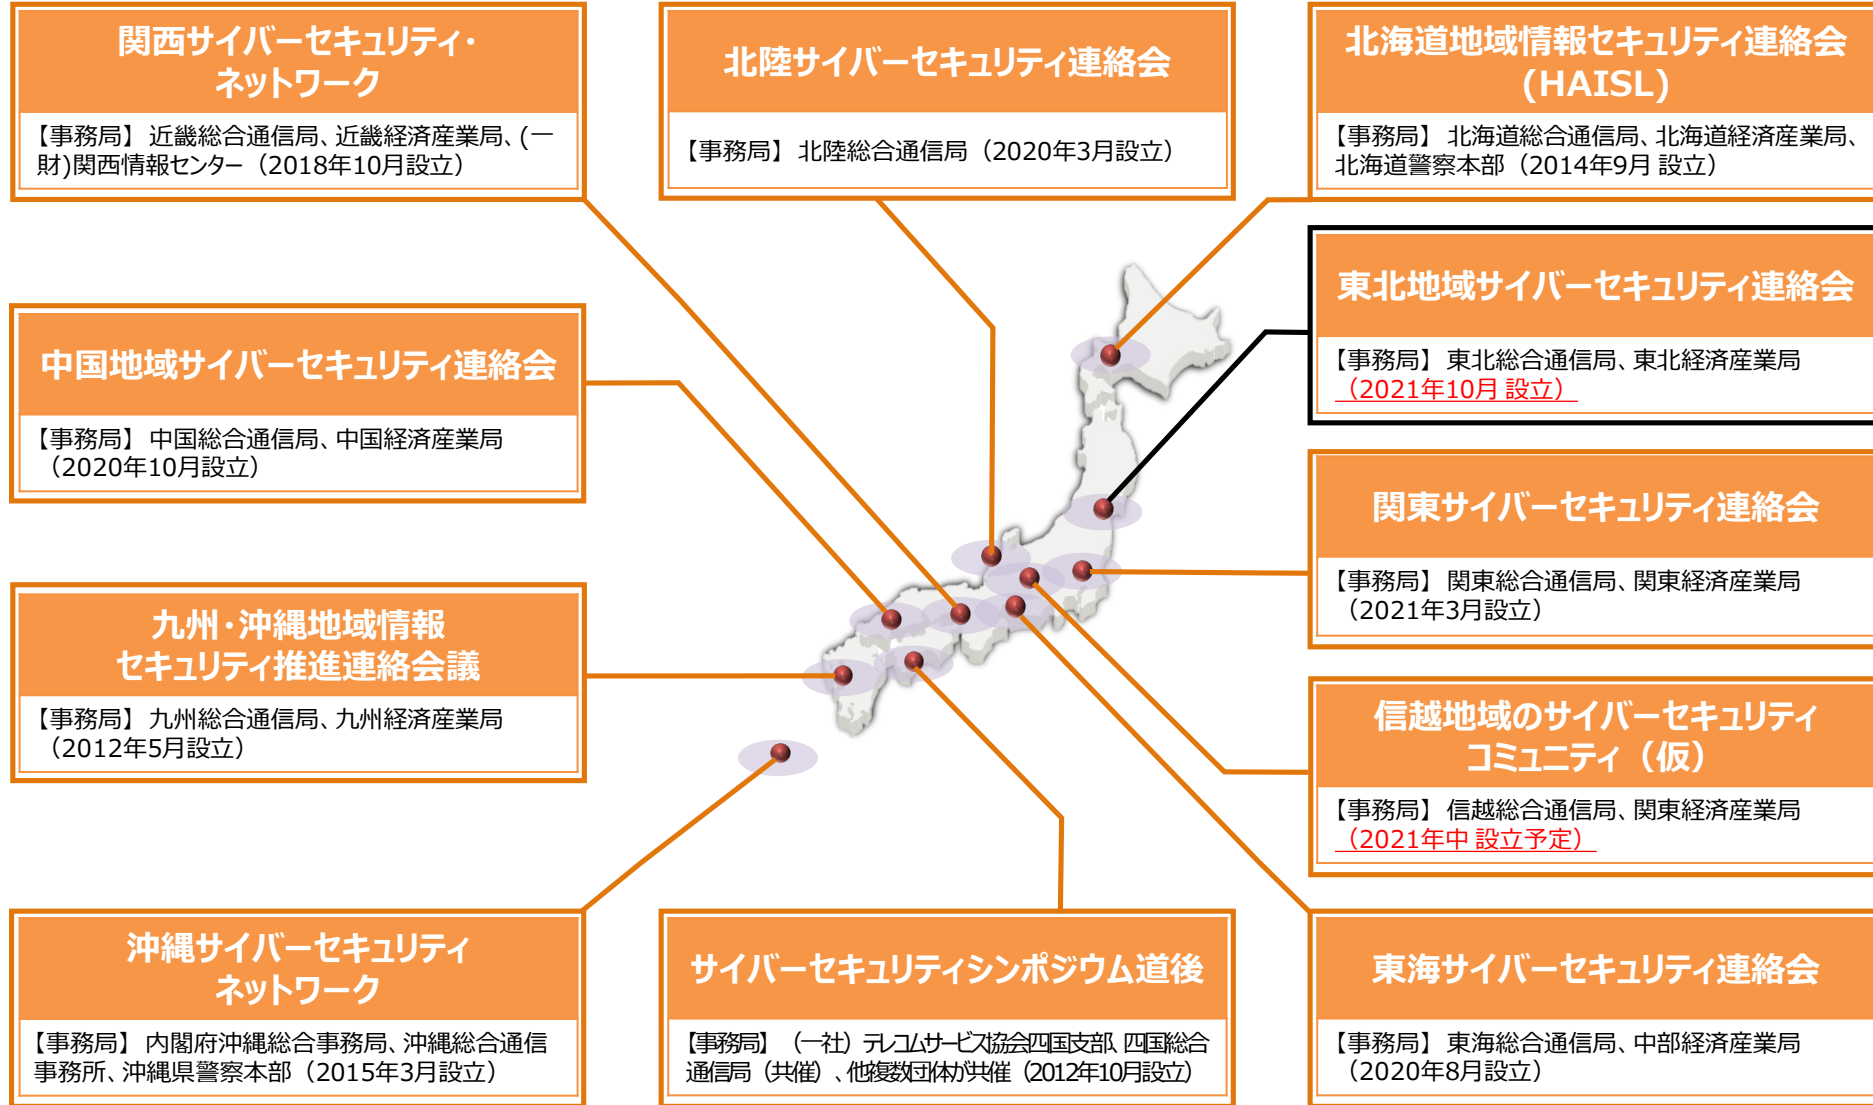 関西サイバーセキュリティ・
ネットワーク
【事務局】 近畿総合通信局、近畿経済産業局、(一
財)関西情報センター（2018年10月設立）
北陸サイバーセキュリティ連絡会
【事務局】 北陸総合通信局（2020年3月設立）
北海道地域情報セキュリティ連絡会
(HAISL)
【事務局】 北海道総合通信局、北海道経済産業局、
北海道警察本部（2014年9月 設立）
東北地域サイバーセキュリティ連絡会
【事務局】 東北総合通信局、東北経済産業局
（2021年10月 設立）
中国地域サイバーセキュリティ連絡会
【事務局】 中国総合通信局、中国経済産業局
（2020年10月設立）
関東サイバーセキュリティ連絡会
【事務局】 関東総合通信局、関東経済産業局
（2021年3月設立）
九州・沖縄地域情報
セキュリティ推進連絡会議
【事務局】 九州総合通信局、九州経済産業局
（2012年5月設立）
信越地域のサイバーセキュリティ
コミュニティ（仮）
【事務局】 信越総合通信局、関東経済産業局
（2021年中 設立予定）
沖縄サイバーセキュリティ
ネットワーク
【事務局】 内閣府沖縄総合事務局、沖縄総合通信
事務所、沖縄県警察本部（2015年3月設立）
サイバーセキュリティシンポジウム道後
【事務局】 （一社）テレコムサービス協会四国支部、四国総合
通信局（共催）、他複数団体が共催（2012年10月設立）
東海サイバーセキュリティ連絡会
【事務局】 東海総合通信局、中部経済産業局
（2020年8月設立）